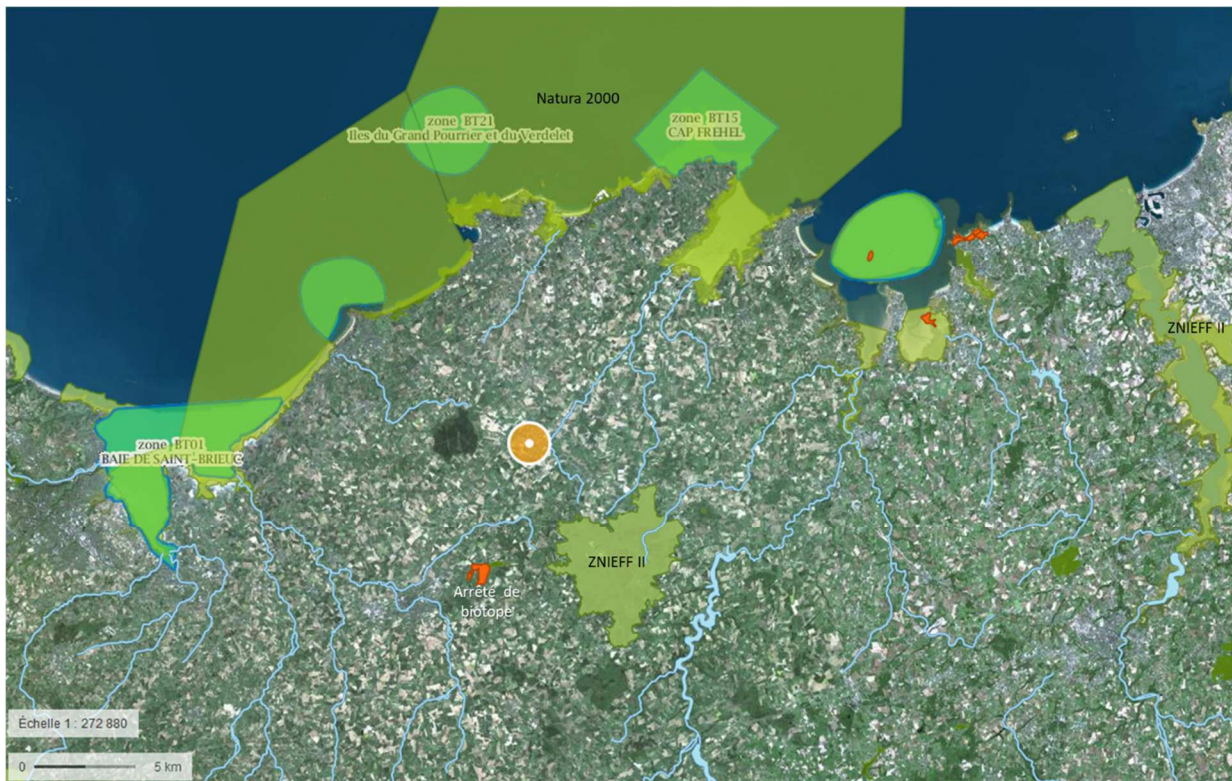 Natura 2000
zone BT21
Iles du Grand Pourrier et du Verdelet
zone BT15
CAP FREHEL
ZNIEFF II
zone BT01
BAIE DE SAINT-BRIEUC
ZNIEFF II
Arrêté de
biotope
Échelle 1 : 272 880
0 5 km